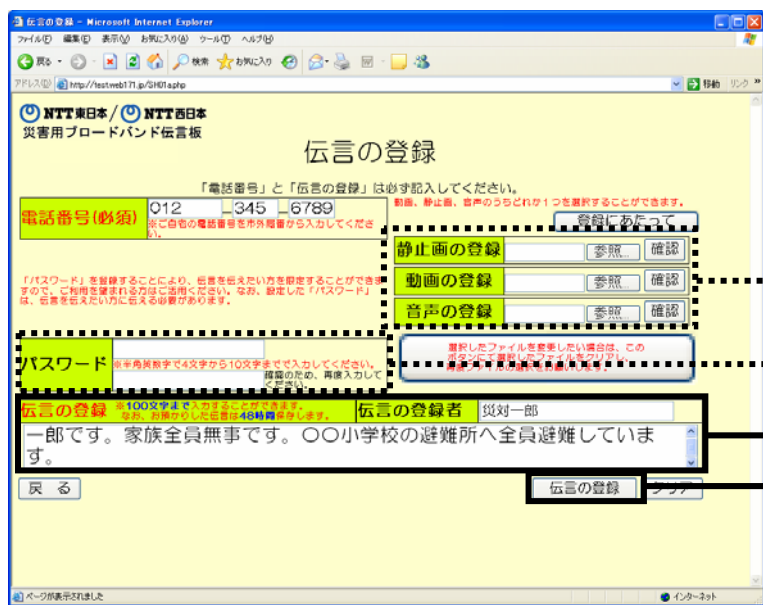 伝言の登録 - Microsoft Internet Explorer
ファイル(F) 編集(E) 表示(V) お気に入り(A) ツール(T) ヘルプ(H)
戻る 検索 お気に入り
アドレス(D) http://testweb171.jp/SH01a.php 移動 リンク »
NTT東日本/NTT西日本
災害用ブロードバンド伝言板
伝言の登録
「電話番号」と「伝言の登録」は必ず記入してください。
電話番号(必須) 012 - 345 - 6789
※ご自宅の電話番号を市外局番から入力してください。
動画、静止画、音声のうちどれか1つを選択することができます。
登録にあたって
静止画の登録 参照... 確認
動画の登録 参照... 確認
音声の登録 参照... 確認
「パスワード」を登録することにより、伝言を伝えたい方を限定することができま
すので、ご利用を望まれる方はご活用ください。なお、設定した「パスワード」
は、伝言を伝えたい方に伝える必要があります。
パスワード
※半角英数字で4文字から10文字までで入力してください。
確認のため、再度入力して
ください。
選択したファイルを変更したい場合は、この
ボタンにて選択したファイルをクリアし、
再度ファイルの選択をお願いします。
伝言の登録 ※100文字まで入力することができます。
なお、お預かりした伝言は48時間保存します。
伝言の登録者 災対一郎
一郎です。家族全員無事です。〇〇小学校の避難所へ全員避難していま
す。
戻る 伝言の登録 クリア
ページが表示されました インターネット